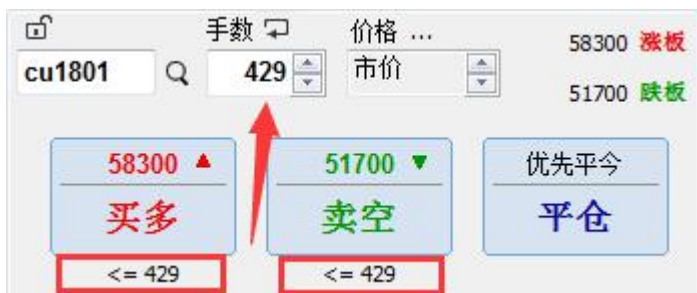 手数 价格 ...
58300 涨板
cu1801 429 市价
51700 跌板
58300 ▲ 51700 ▼ 优先平今
买多 卖空 平仓
<= 429 <= 429